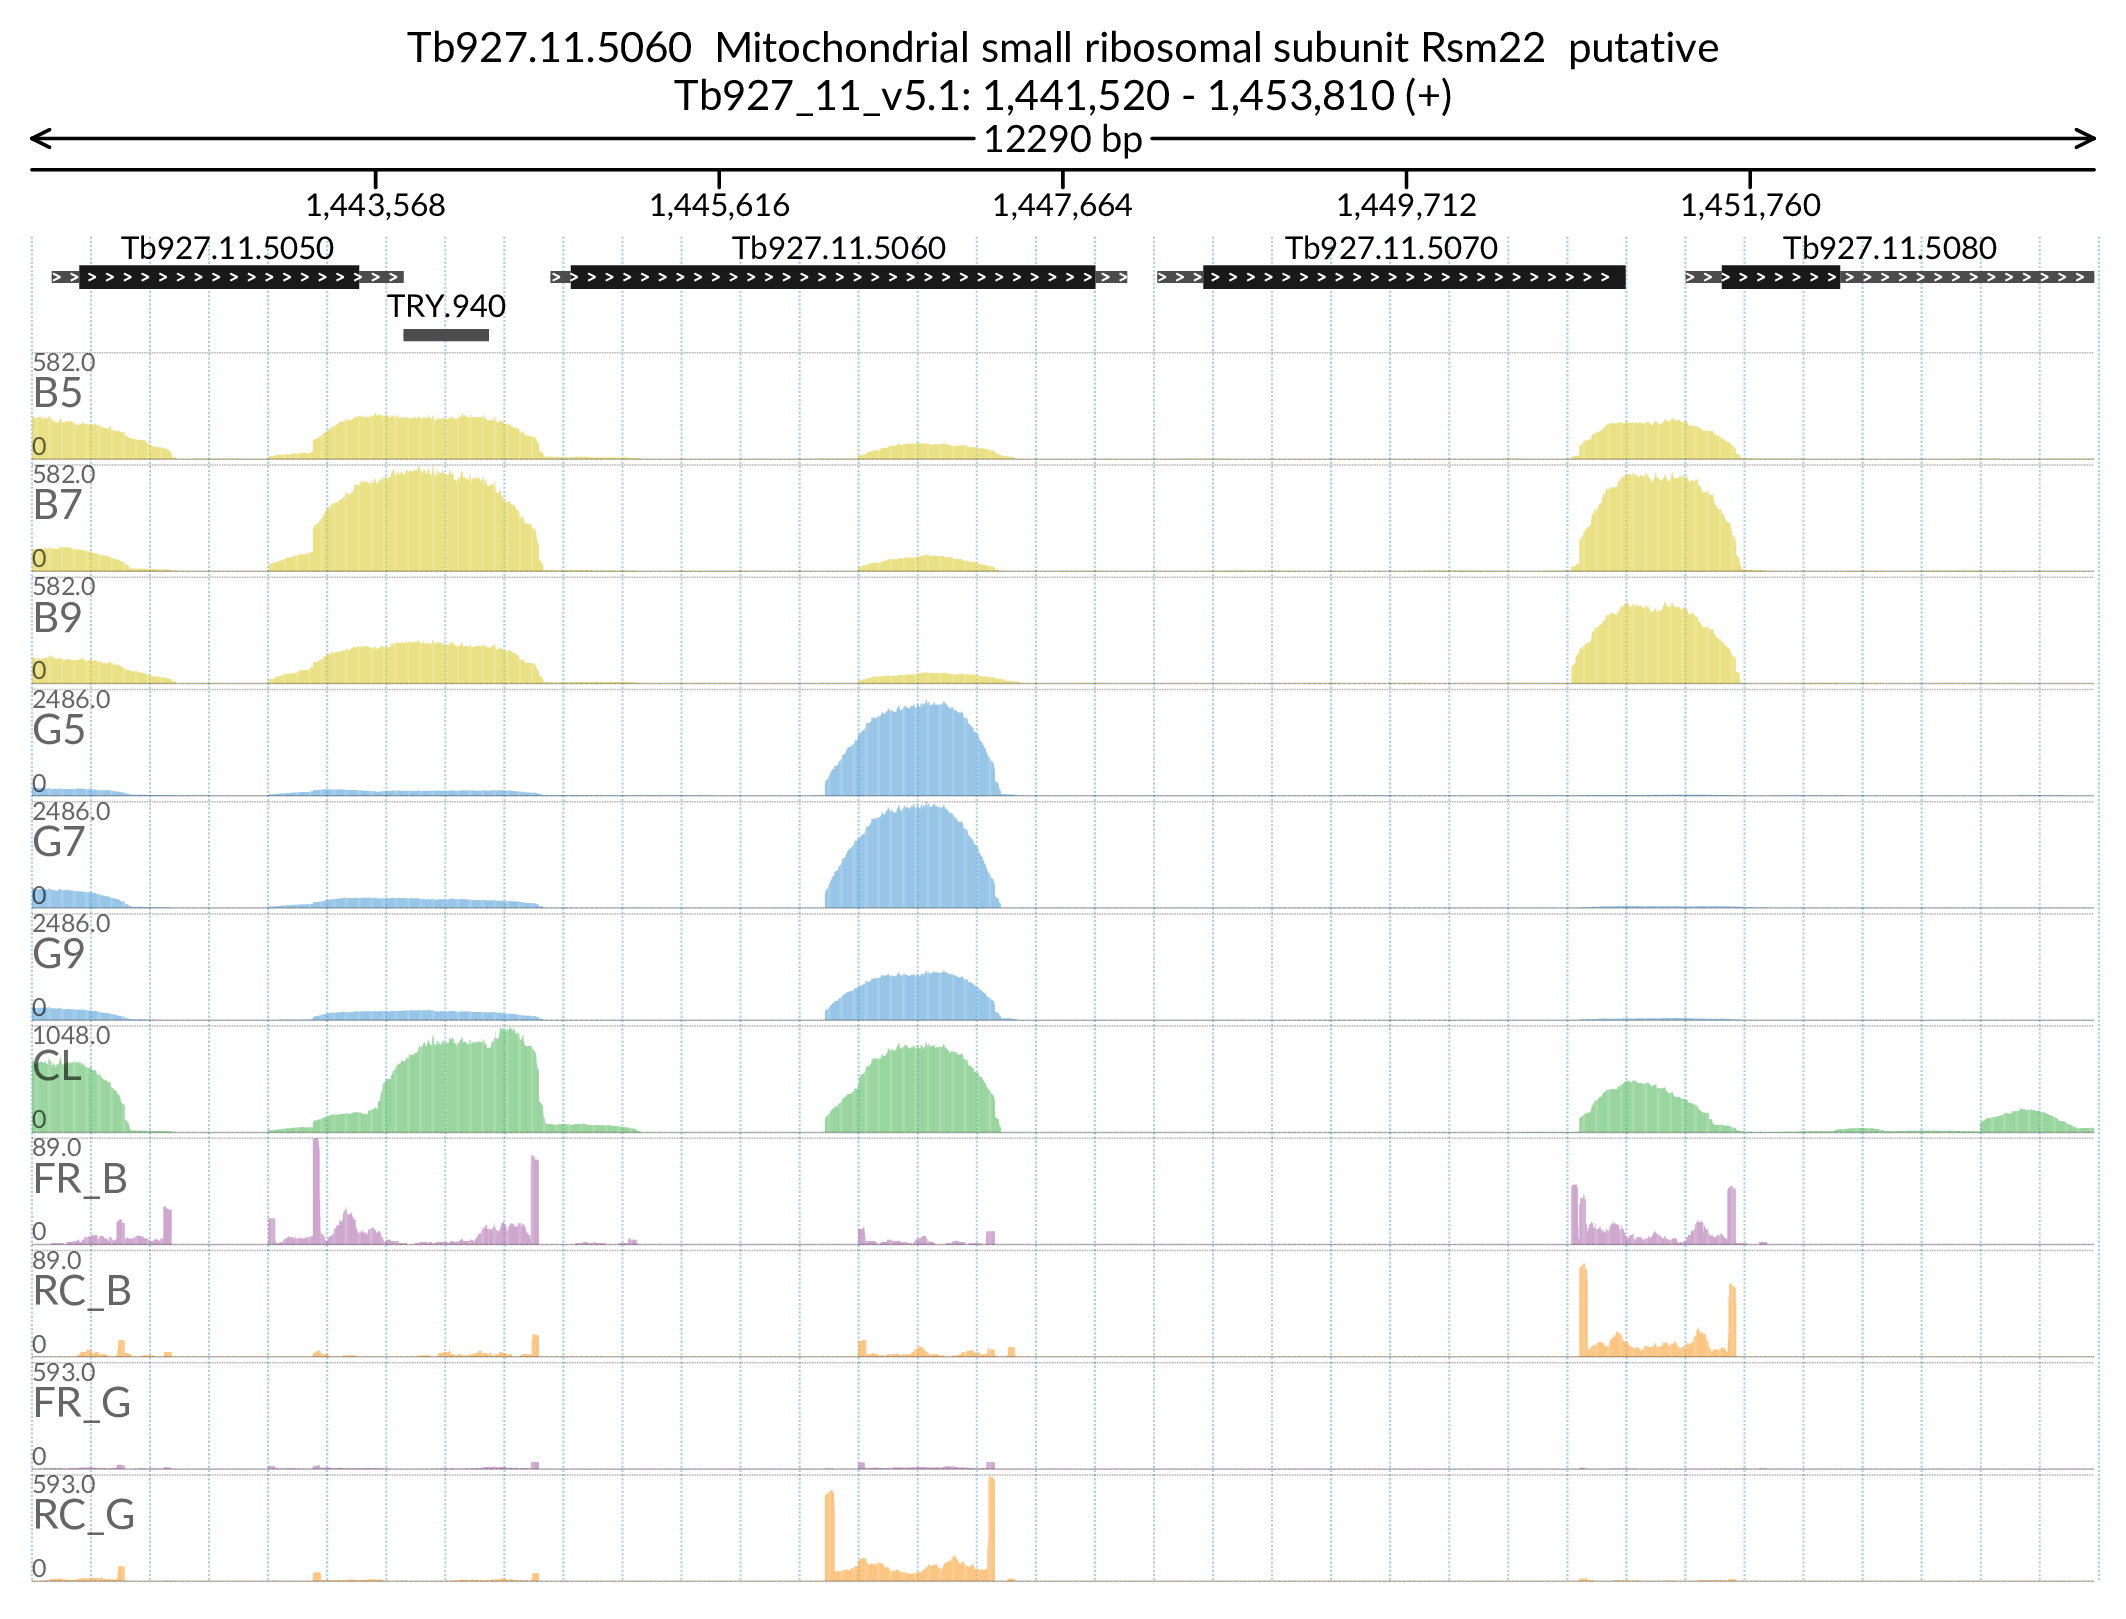 Tb927.11.5060  Mitochondrial small ribosomal subunit Rsm22  putative
Tb927_11_v5.1: 1,441,520 - 1,453,810 (+)
12290 bp
1,443,568 1,445,616 1,447,664 1,449,712 1,451,760
Tb927.11.5050 Tb927.11.5060 Tb927.11.5070 Tb927.11.5080
TRY.940
582.0
B5
0
582.0
B7
0
582.0
B9
0
2486.0
G5
0
2486.0
G7
0
2486.0
G9
0
1048.0
CL
0
89.0
FR_B
0
89.0
RC_B
0
593.0
FR_G
0
593.0
RC_G
0